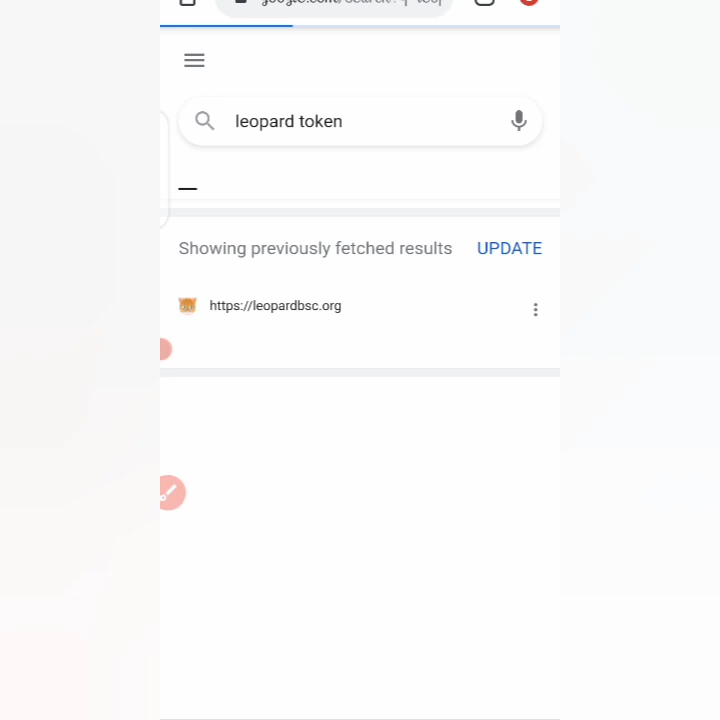 leopard token
Showing previously fetched results UPDATE
https://leopardbsc.org